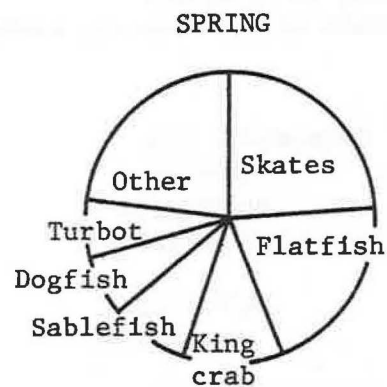 SPRING
Other
Skates
Turbot
Flatfish
Dogfish
Sablefish
King
crab